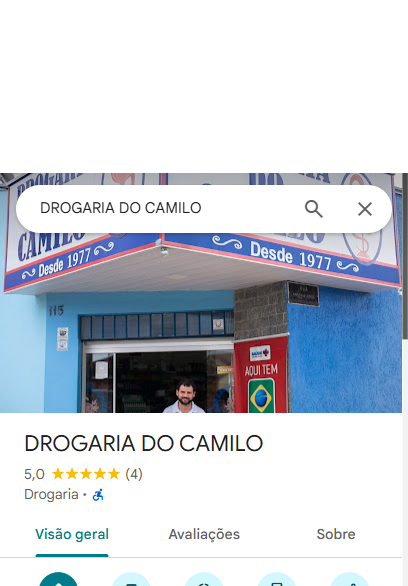 DROGARIA DO CAMILO
Desde 1977
Desde 1977
115
AQUI TEM
DROGARIA DO CAMILO
5,0 (4)
Drogaria ·
Visão geral
Avaliações
Sobre